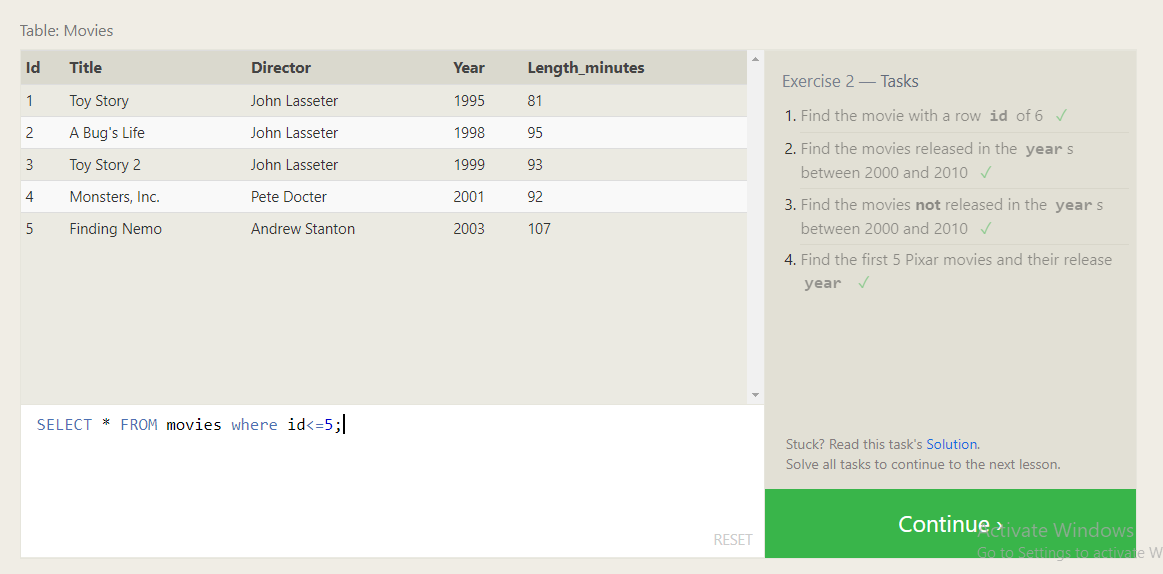 Table: Movies
Id Title Director Year Length_minutes
1 Toy Story John Lasseter 1995 81
2 A Bug's Life John Lasseter 1998 95
3 Toy Story 2 John Lasseter 1999 93
4 Monsters, Inc. Pete Docter 2001 92
5 Finding Nemo Andrew Stanton 2003 107
SELECT * FROM movies where id<=5;
RESET
Exercise 2 — Tasks
1. Find the movie with a row id of 6 ✓
2. Find the movies released in the year s
between 2000 and 2010 ✓
3. Find the movies not released in the year s
between 2000 and 2010 ✓
4. Find the first 5 Pixar movies and their release
year ✓
Stuck? Read this task's Solution.
Solve all tasks to continue to the next lesson.
Continue ›
Activate Windows
Go to Settings to activate W